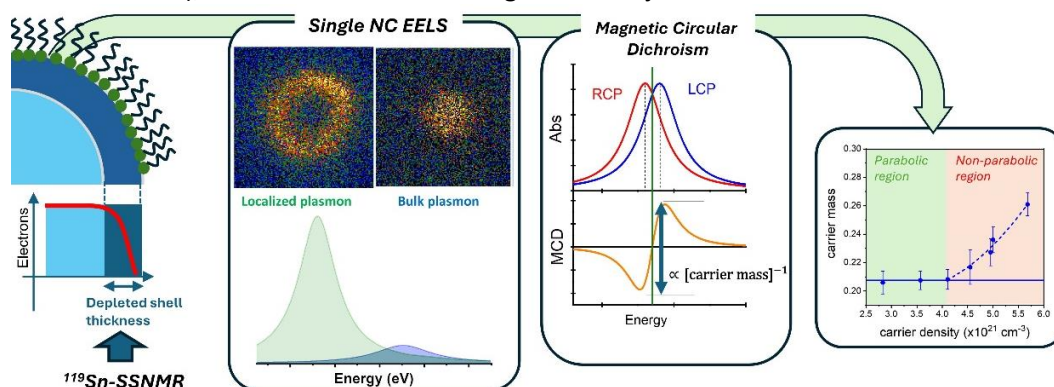 Single NC EELS
Magnetic Circular
Dichroism
Localized plasmon
Bulk plasmon
Energy (eV)
RCP
LCP
Abs
MCD
∝ [carrier mass]⁻¹
Energy
Electrons
Depleted shell
thickness
¹¹⁹Sn-SSNMR
Parabolic
region
Non-parabolic
region
carrier mass
0.30
0.28
0.26
0.24
0.22
0.20
2.5 3.0 3.5 4.0 4.5 5.0 5.5 6.0
carrier density (x10²¹ cm⁻³)